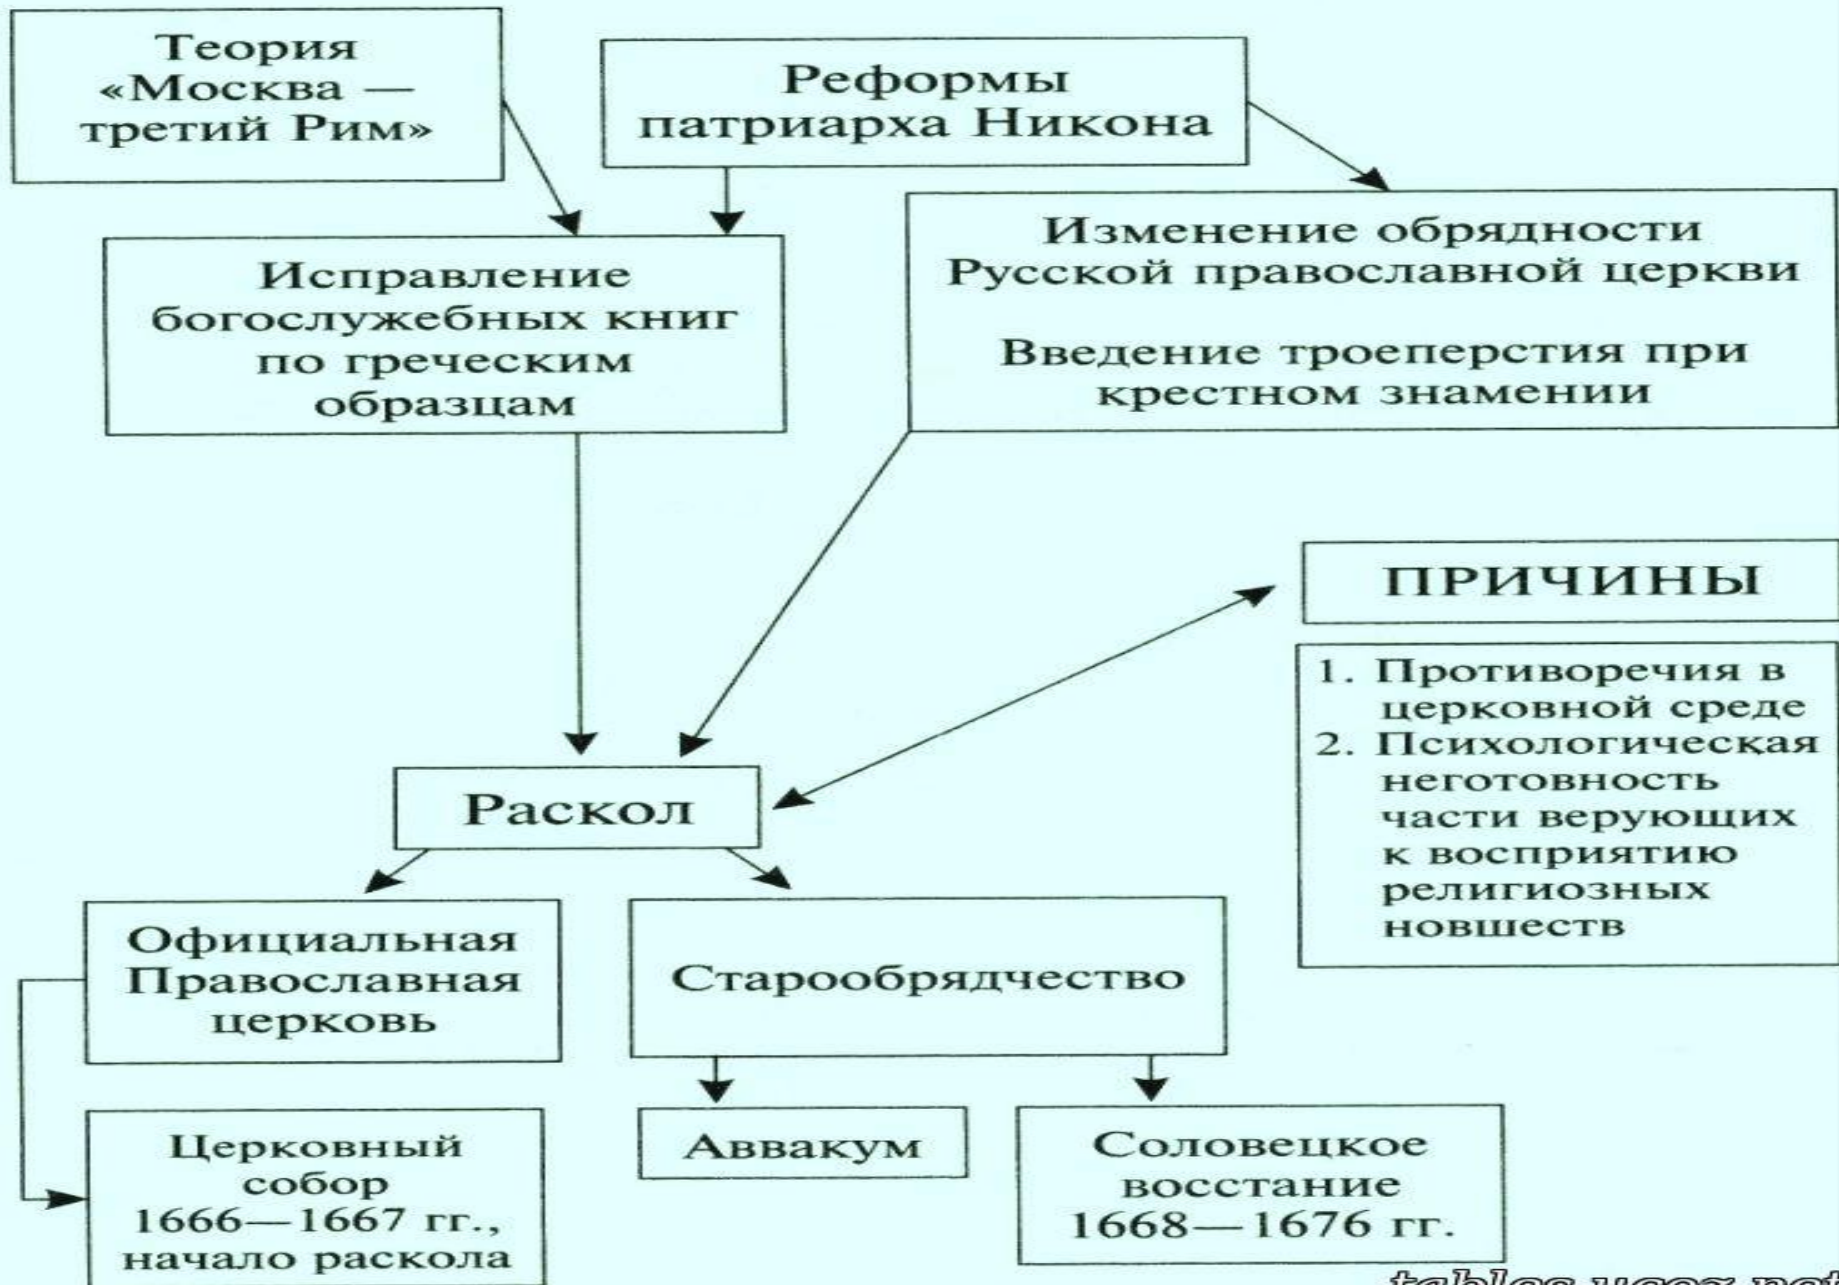 Теория
«Москва —
третий Рим»
Реформы
патриарха Никона
Исправление
богослужебных книг
по греческим
образцам
Изменение обрядности
Русской православной церкви
Введение троеперстия при
крестном знамении
ПРИЧИНЫ
1. Противоречия в
церковной среде
2. Психологическая
неготовность
части верующих
к восприятию
религиозных
новшеств
Раскол
Официальная
Православная
церковь
Старообрядчество
Церковный
собор
1666—1667 гг.,
начало раскола
Аввакум
Соловецкое
восстание
1668—1676 гг.